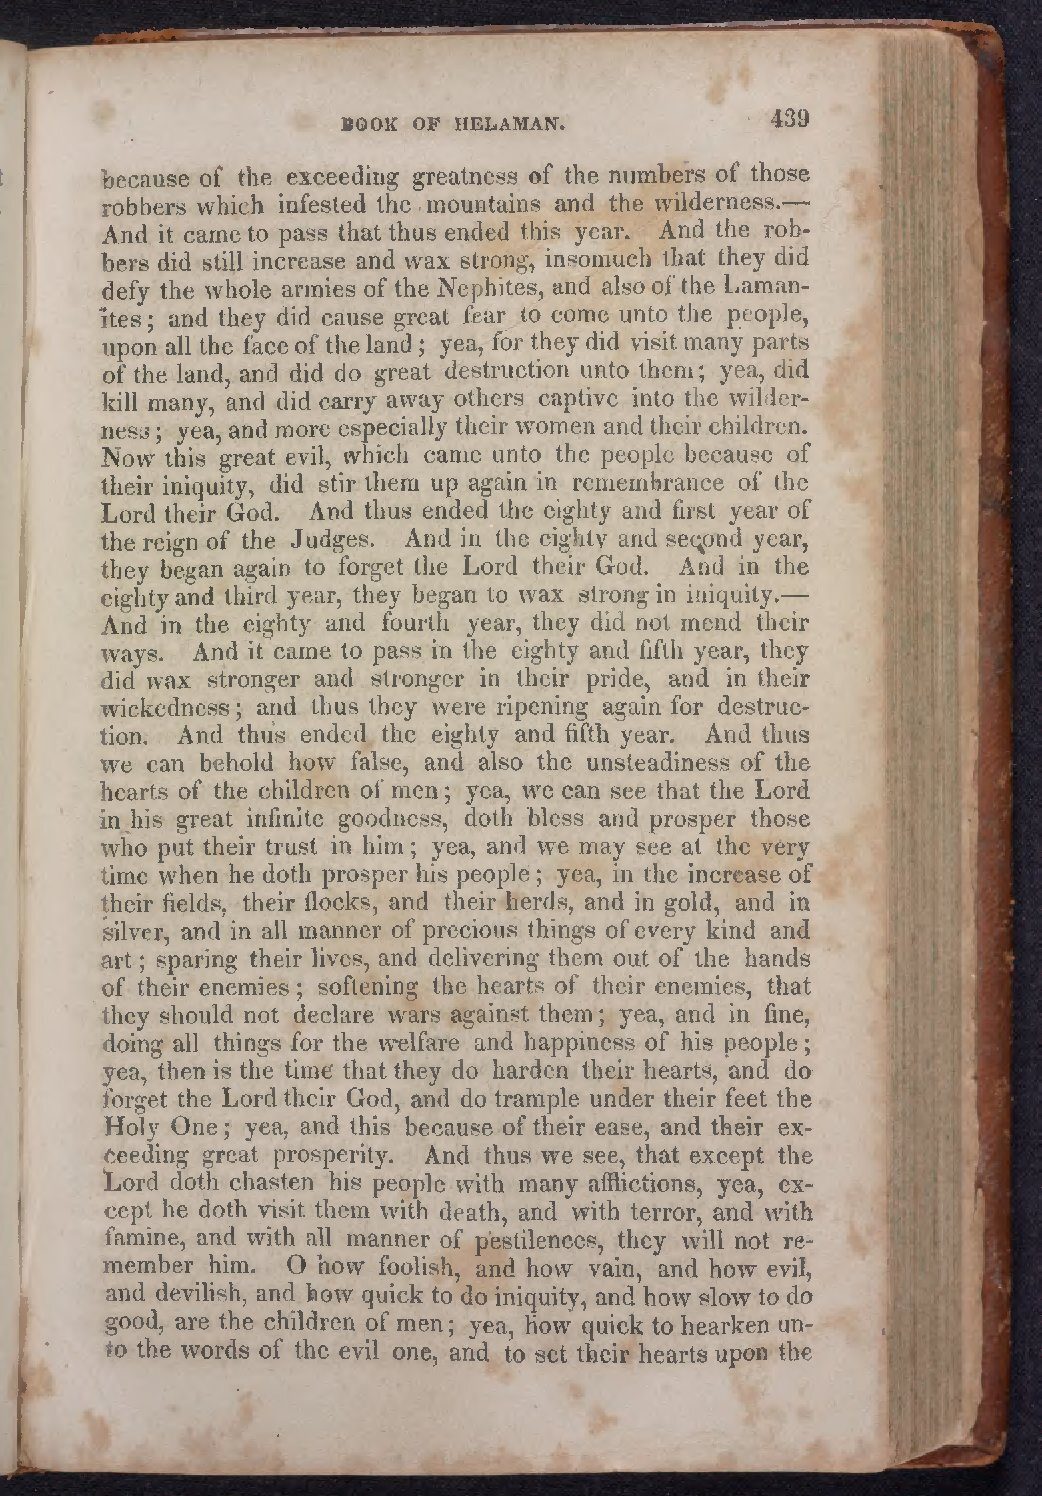 BOOK OF HELAMAN. 439
because of the exceeding greatness of the numbers of those
robbers which infested the mountains and the wilderness.—
And it came to pass that thus ended this year. And the rob-
bers did still increase and wax strong, insomuch that they did
defy the whole armies of the Nephites, and also of the Laman-
ites; and they did cause great fear to come unto the people,
upon all the face of the land; yea, for they did visit many parts
of the land, and did do great destruction unto them; yea, did
kill many, and did carry away others captive into the wilder-
ness; yea, and more especially their women and their children.
Now this great evil, which came unto the people because of
their iniquity, did stir them up again in remembrance of the
Lord their God. And thus ended the eighty and first year of
the reign of the Judges. And in the eighty and second year,
they began again to forget the Lord their God. And in the
eighty and third year, they began to wax strong in iniquity.—
And in the eighty and fourth year, they did not mend their
ways. And it came to pass in the eighty and fifth year, they
did wax stronger and stronger in their pride, and in their
wickedness; and thus they were ripening again for destruc-
tion. And thus ended the eighty and fifth year. And thus
we can behold how false, and also the unsteadiness of the
hearts of the children of men; yea, we can see that the Lord
in his great infinite goodness, doth bless and prosper those
who put their trust in him; yea, and we may see at the very
time when he doth prosper his people; yea, in the increase of
their fields, their flocks, and their herds, and in gold, and in
silver, and in all manner of precious things of every kind and
art; sparing their lives, and delivering them out of the hands
of their enemies; softening the hearts of their enemies, that
they should not declare wars against them; yea, and in fine,
doing all things for the welfare and happiness of his people;
yea, then is the time that they do harden their hearts, and do
forget the Lord their God, and do trample under their feet the
Holy One; yea, and this because of their ease, and their ex-
ceeding great prosperity. And thus we see, that except the
Lord doth chasten his people with many afflictions, yea, ex-
cept he doth visit them with death, and with terror, and with
famine, and with all manner of pestilences, they will not re-
member him. O how foolish, and how vain, and how evil,
and devilish, and how quick to do iniquity, and how slow to do
good, are the children of men; yea, how quick to hearken un-
to the words of the evil one, and to set their hearts upon the